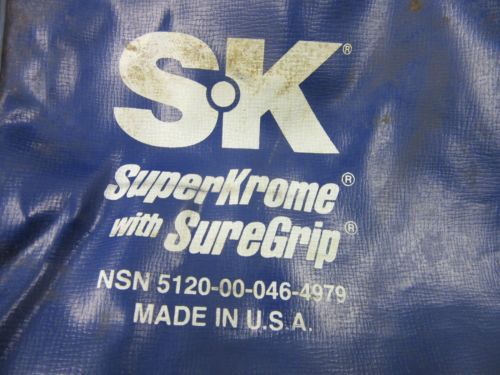 S·K®
SuperKrome®
with SureGrip®
NSN 5120-00-046-4979
MADE IN U.S.A.